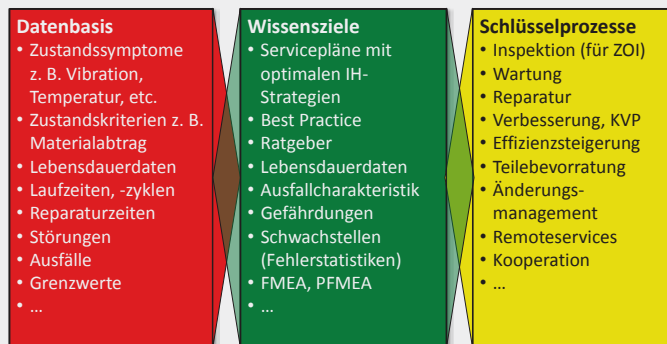 Datenbasis
• Zustandssymptome
z. B. Vibration,
Temperatur, etc.
• Zustandskriterien z. B.
Materialabtrag
• Lebensdauerdaten
• Laufzeiten, -zyklen
• Reparaturzeiten
• Störungen
• Ausfälle
• Grenzwerte
• …
Wissensziele
• Servicepläne mit
optimalen IH-
Strategien
• Best Practice
• Ratgeber
• Lebensdauerdaten
• Ausfallcharakteristik
• Gefährdungen
• Schwachstellen
(Fehlerstatistiken)
• FMEA, PFMEA
• …
Schlüsselprozesse
• Inspektion (für ZOI)
• Wartung
• Reparatur
• Verbesserung, KVP
• Effizienzsteigerung
• Teilebevorratung
• Änderungs-
management
• Remoteservices
• Kooperation
• …